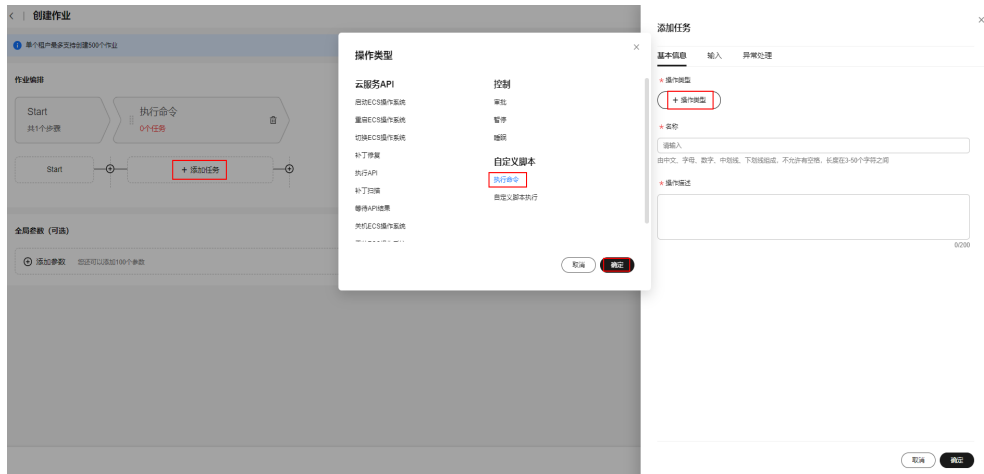 创建作业
单个租户最多支持创建500个作业
作业编排
Start
共1个步骤
执行命令
0个任务
Start
+ 添加任务
全局参数（可选）
添加参数 您还可以添加100个参数
操作类型
云服务API
启动ECS操作系统
重启ECS操作系统
切换ECS操作系统
补丁修复
执行API
补丁扫描
等待API结果
关机ECS操作系统
控制
审批
暂停
睡眠
自定义脚本
执行命令
自定义脚本执行
取消
确定
添加任务
基本信息 输入 异常处理
* 操作类型
+ 操作类型
* 名称
请输入
由中文、字母、数字、中划线、下划线组成，不允许有空格，长度在3-50个字符之间
* 操作描述
0/200
取消
确定